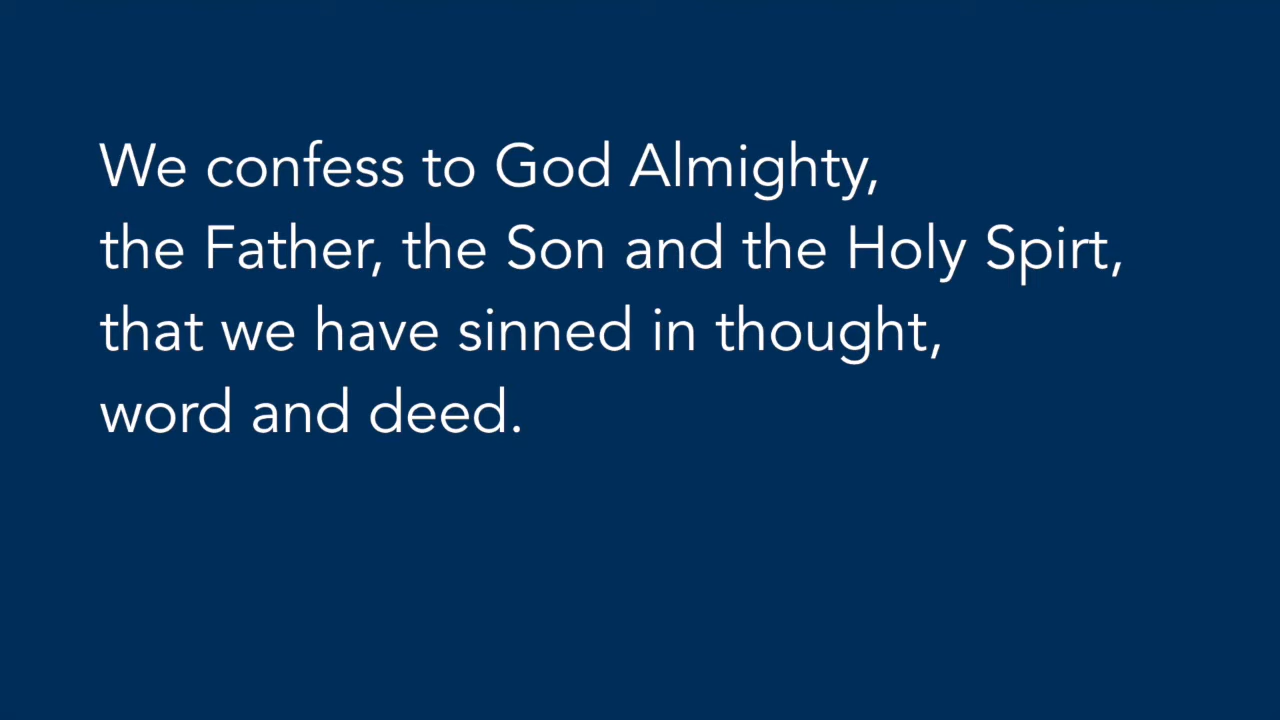 We confess to God Almighty,
the Father, the Son and the Holy Spirt,
that we have sinned in thought,
word and deed.